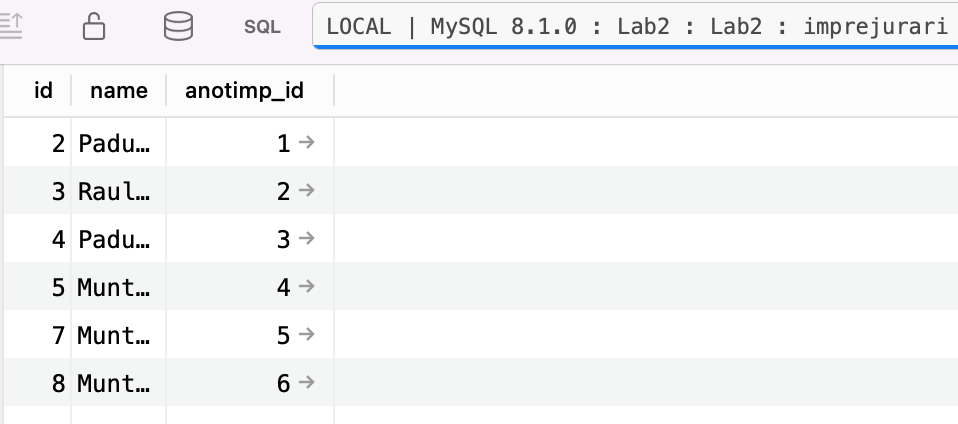 SQL LOCAL | MySQL 8.1.0 : Lab2 : Lab2 : imprejurari
id name anotimp_id
2 Padu… 1 →
3 Raul… 2 →
4 Padu… 3 →
5 Munt… 4 →
7 Munt… 5 →
8 Munt… 6 →